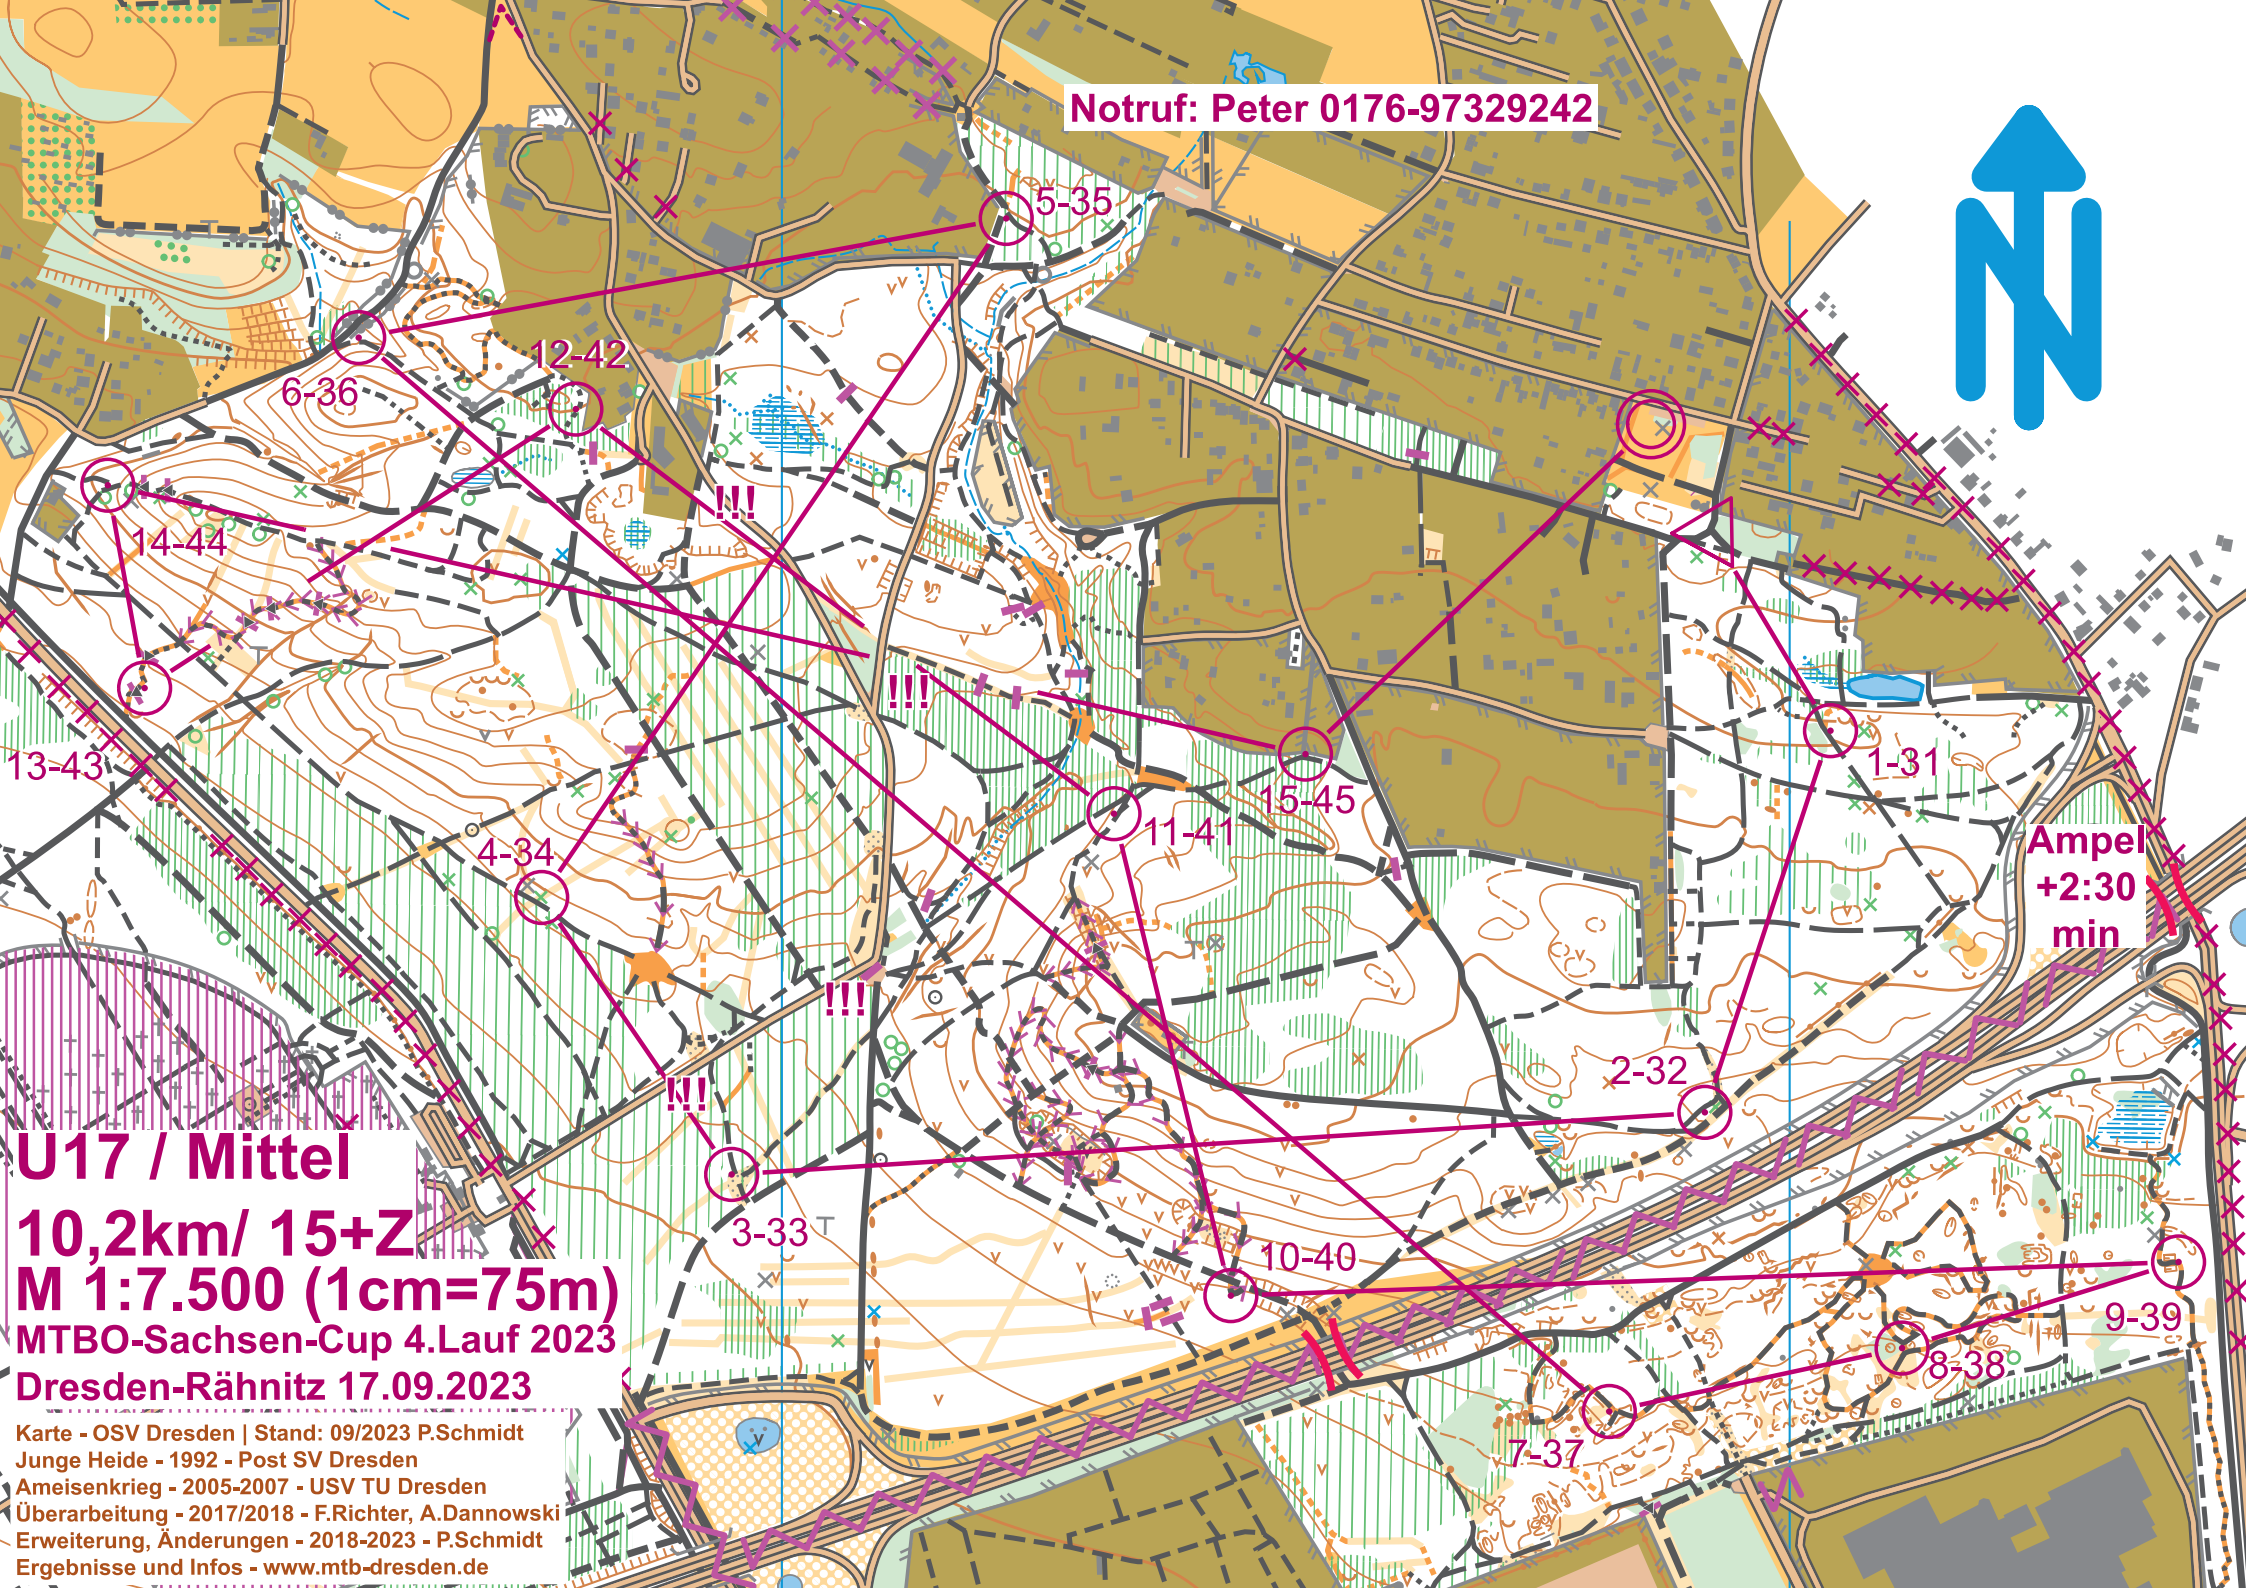 Notruf: Peter 0176-97329242
5-35
12-42
6-36
!!!
14-44
!!!
13-43
1-31
15-45
11-41
4-34
Ampel
+2:30
min
!!!
2-32
!!!
3-33
10-40
9-39
8-38
7-37
U17 / Mittel
10,2km/ 15+Z
M 1:7.500 (1cm=75m)
MTBO-Sachsen-Cup 4.Lauf 2023
Dresden-Rähnitz 17.09.2023
Karte - OSV Dresden | Stand: 09/2023 P.Schmidt
Junge Heide - 1992 - Post SV Dresden
Ameisenkrieg - 2005-2007 - USV TU Dresden
Überarbeitung - 2017/2018 - F.Richter, A.Dannowski
Erweiterung, Änderungen - 2018-2023 - P.Schmidt
Ergebnisse und Infos - www.mtb-dresden.de